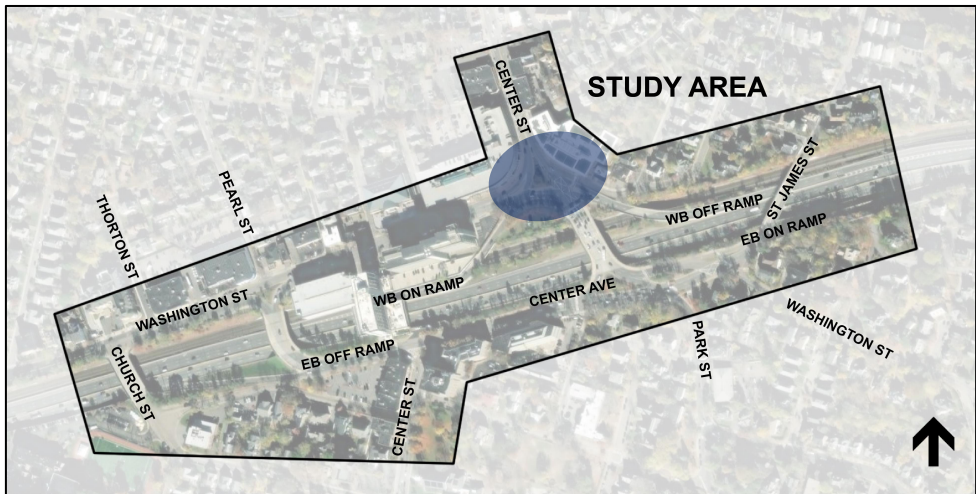 CENTER ST
STUDY AREA
ST JAMES ST
PEARL ST
THORTON ST
WB OFF RAMP
EB ON RAMP
WB ON RAMP
CENTER AVE
WASHINGTON ST
WASHINGTON ST
PARK ST
EB OFF RAMP
CHURCH ST
CENTER ST